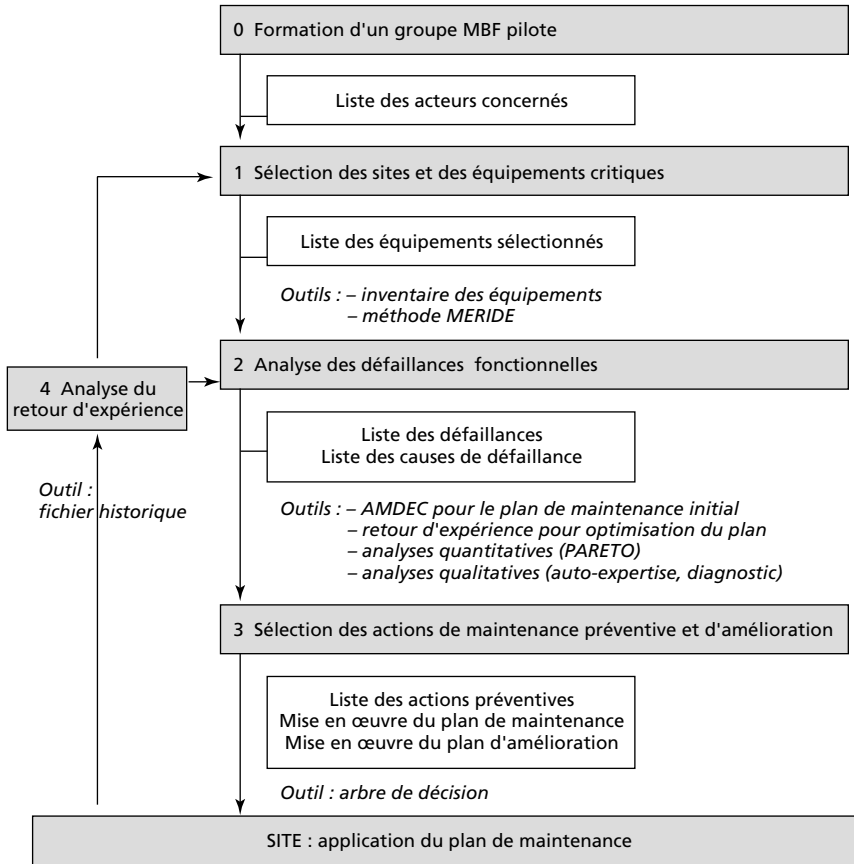 0 Formation d'un groupe MBF pilote
Liste des acteurs concernés
1 Sélection des sites et des équipements critiques
Liste des équipements sélectionnés
Outils : – inventaire des équipements
– méthode MERIDE
2 Analyse des défaillances fonctionnelles
4 Analyse du
retour d'expérience
Liste des défaillances
Liste des causes de défaillance
Outil :
fichier historique
Outils : – AMDEC pour le plan de maintenance initial
– retour d'expérience pour optimisation du plan
– analyses quantitatives (PARETO)
– analyses qualitatives (auto-expertise, diagnostic)
3 Sélection des actions de maintenance préventive et d'amélioration
Liste des actions préventives
Mise en œuvre du plan de maintenance
Mise en œuvre du plan d'amélioration
Outil : arbre de décision
SITE : application du plan de maintenance